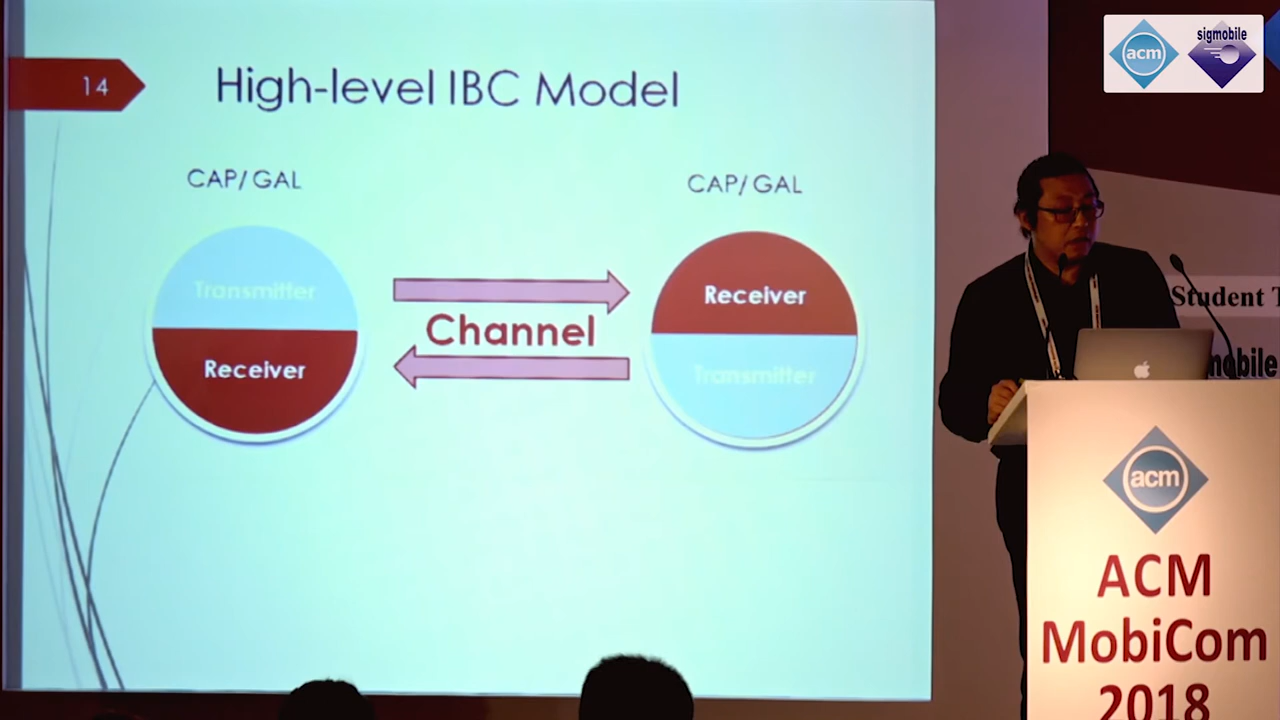 14
High-level IBC Model
CAP/ GAL
CAP/ GAL
Transmitter
Receiver
Channel
Receiver
Transmitter
acm
sigmobile
Student T
mobile
acm
ACM
MobiCom
2018